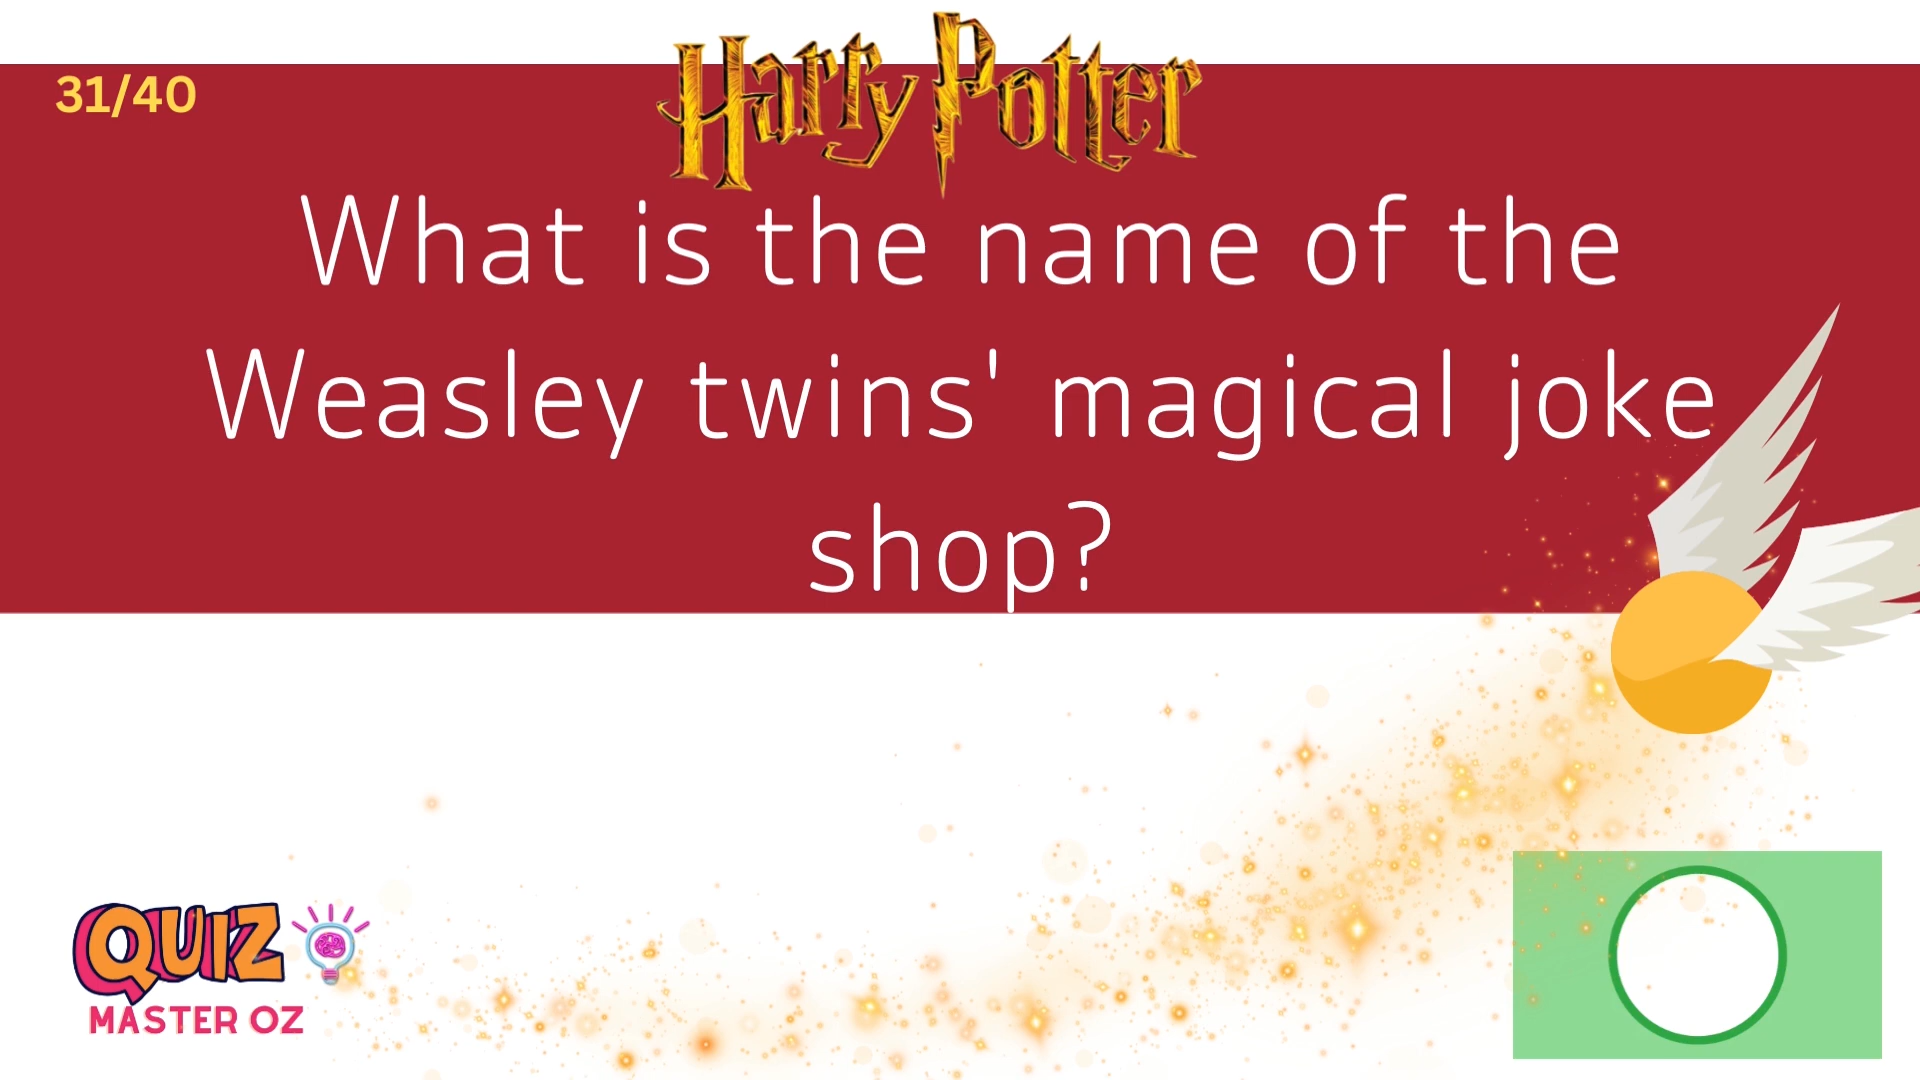 Harry Potter
31/40
What is the name of the
Weasley twins' magical joke
shop?
QUIZ
MASTER OZ